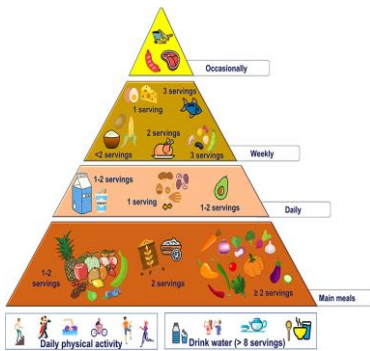 Occasionally
3 servings
1 serving
2 servings
<2 servings
3 servings
Weekly
1-2 servings
1 serving
1-2 servings
Daily
1-2
servings
2 servings
≥ 2 servings
Main meals
Daily physical activity
Drink water (> 8 servings)